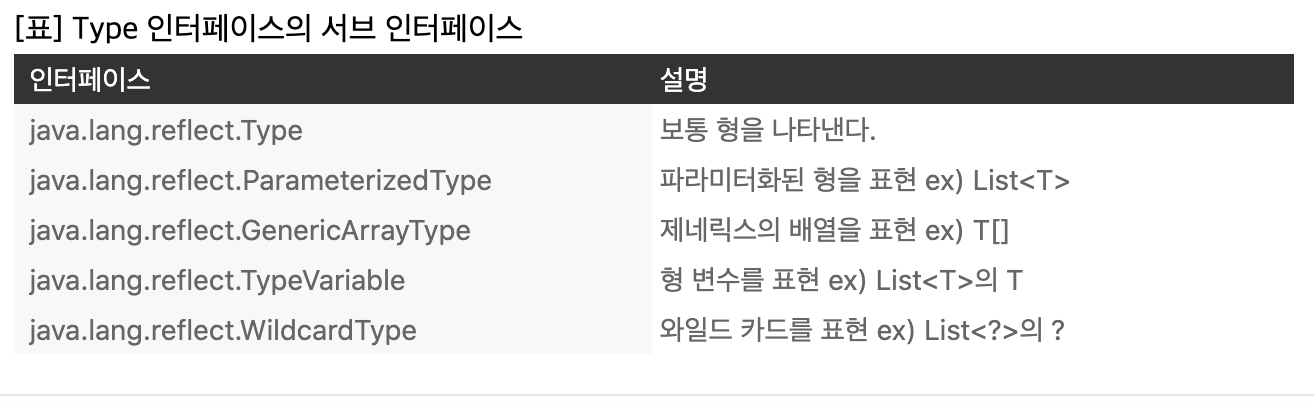 [표] Type 인터페이스의 서브 인터페이스
인터페이스 설명
java.lang.reflect.Type 보통 형을 나타낸다.
java.lang.reflect.ParameterizedType 파라미터화된 형을 표현 ex) List<T>
java.lang.reflect.GenericArrayType 제네릭스의 배열을 표현 ex) T[]
java.lang.reflect.TypeVariable 형 변수를 표현 ex) List<T>의 T
java.lang.reflect.WildcardType 와일드 카드를 표현 ex) List<?>의 ?